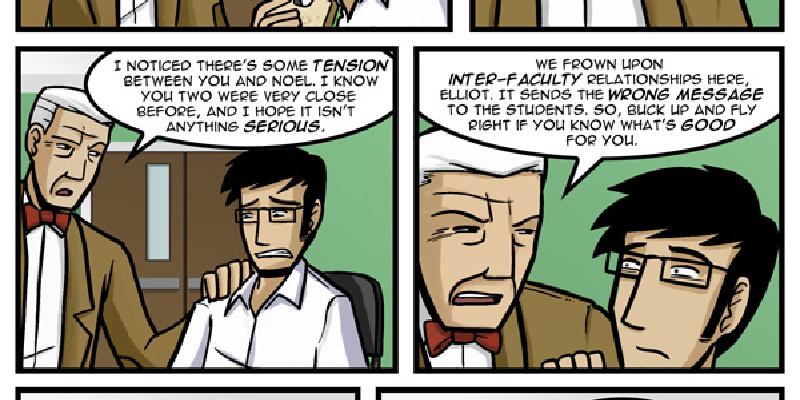 I NOTICED THERE'S SOME TENSION
BETWEEN YOU AND NOEL. I KNOW
YOU TWO WERE VERY CLOSE
BEFORE, AND I HOPE IT ISN'T
ANYTHING SERIOUS.
WE FROWN UPON
INTER-FACULTY RELATIONSHIPS HERE,
ELLIOT. IT SENDS THE WRONG MESSAGE
TO THE STUDENTS. SO, BUCK UP AND FLY
RIGHT IF YOU KNOW WHAT'S GOOD
FOR YOU.